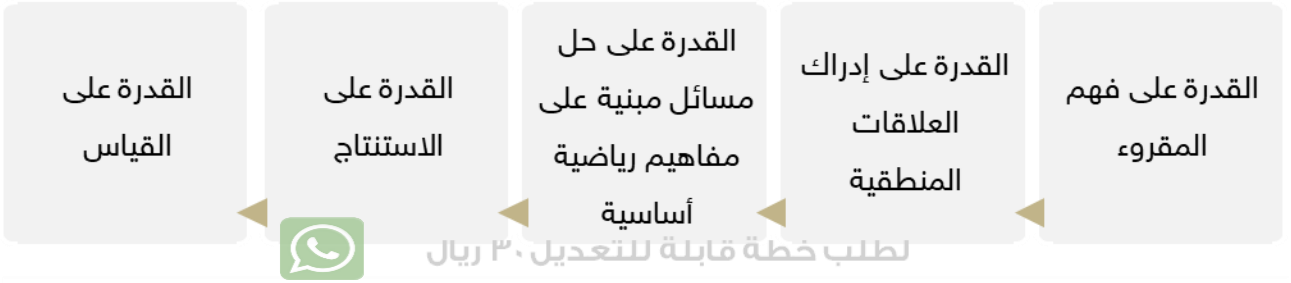 القدرة على فهم
المقروء
القدرة على إدراك
العلاقات
المنطقية
القدرة على حل
مسائل مبنية على
مفاهيم رياضية
أساسية
القدرة على
الاستنتاج
القدرة على
القياس
لطلب خطة قابلة للتعديل ٣٠ ريال